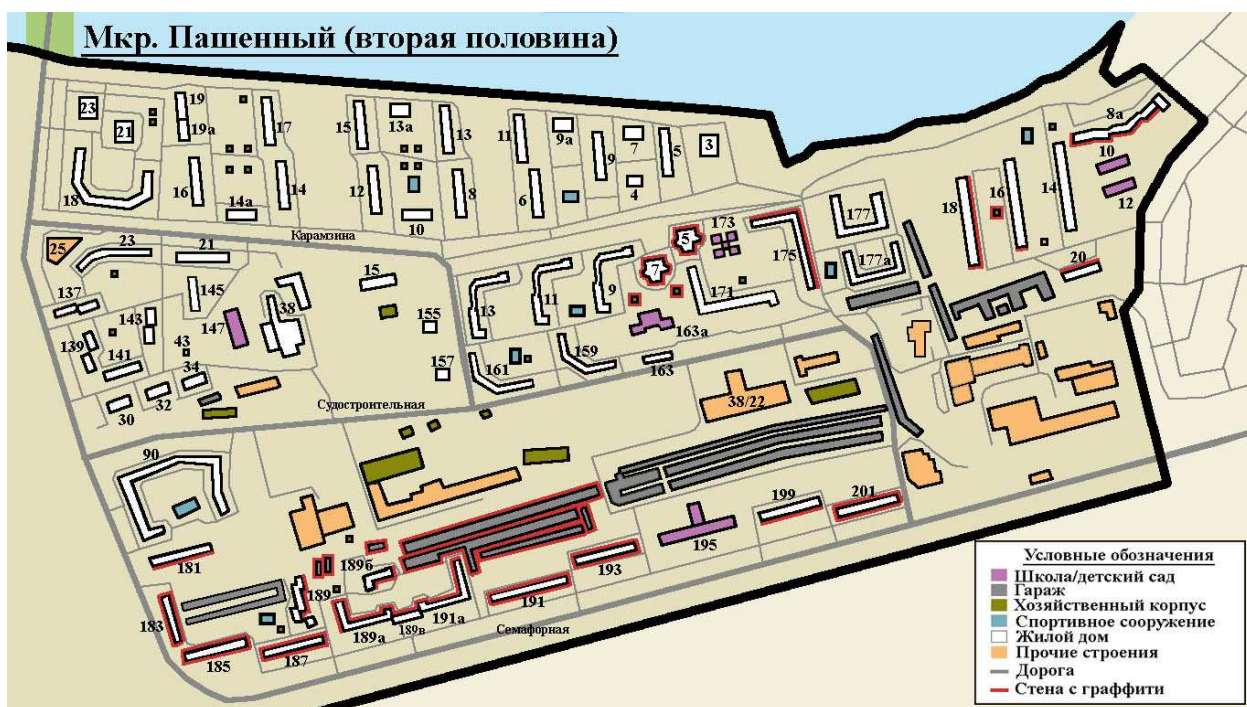 Мкр. Пашенный (вторая половина)
23
21
19
19а
17
15
13а
13
11
9а
9
7
5
3
8а
18
16
14а
14
12
10
8
6
4
10
12
18
16
14
20
Карамзина
25
23
21
15
5
173
175
177
177а
7
137
145
38
13
11
9
171
143
147
155
163а
139
141
43
157
161
159
163
34
32
30
Судостроительная
38/22
90
181
189б
195
199
201
183
189
193
191
185
187
189а
189в
191а
Семафорная
Условные обозначения
Школа/детский сад
Гараж
Хозяйственный корпус
Спортивное сооружение
Жилой дом
Прочие строения
Дорога
Стена с граффити